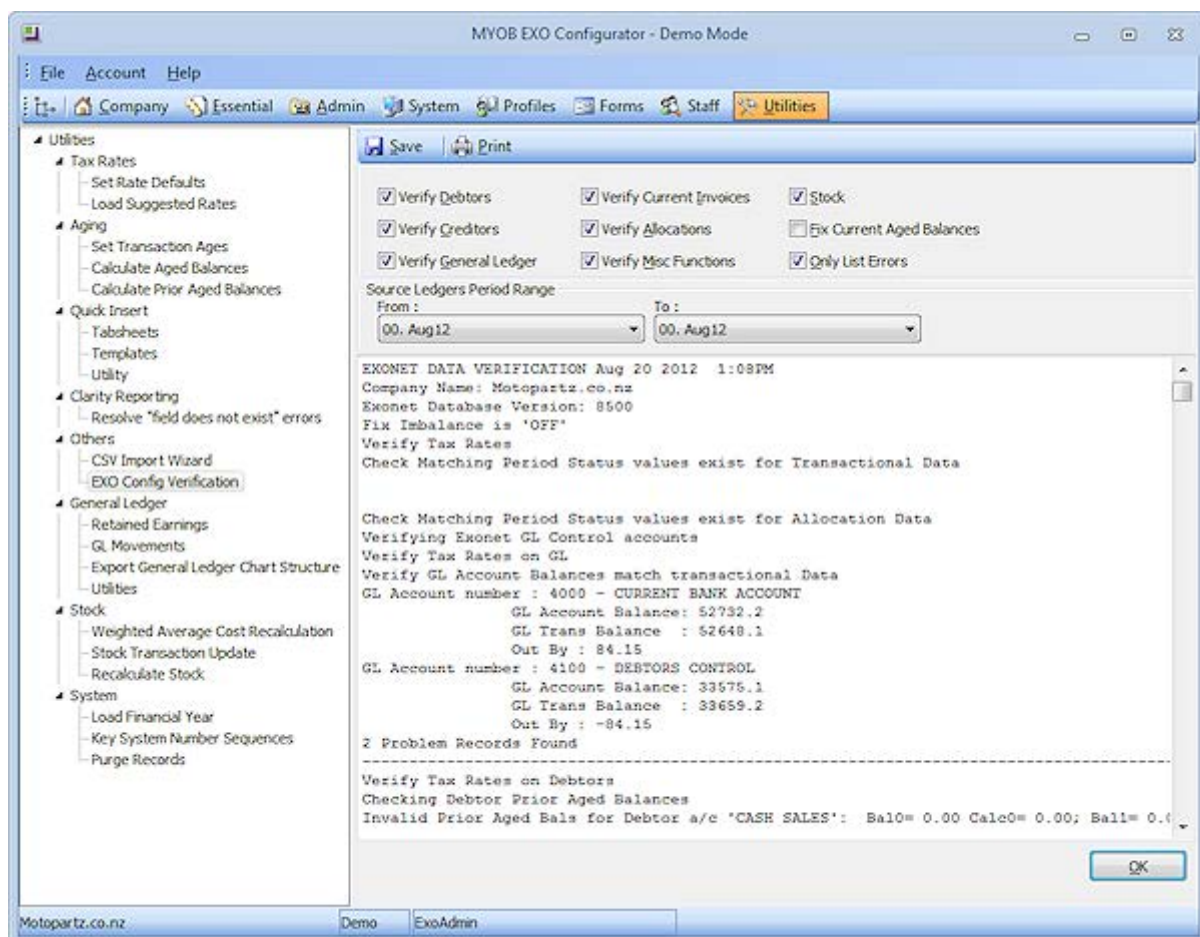 MYOB EXO Configurator - Demo Mode
File Account Help
Company Essential Admin System Profiles Forms Staff Utilities
Utilities
Tax Rates
Set Rate Defaults
Load Suggested Rates
Aging
Set Transaction Ages
Calculate Aged Balances
Calculate Prior Aged Balances
Quick Insert
Tabsheets
Templates
Utility
Clarity Reporting
Resolve "field does not exist" errors
Others
CSV Import Wizard
EXO Config Verification
General Ledger
Retained Earnings
GL Movements
Export General Ledger Chart Structure
Utilities
Stock
Weighted Average Cost Recalculation
Stock Transaction Update
Recalculate Stock
System
Load Financial Year
Key System Number Sequences
Purge Records
Save Print
Verify Debtors Verify Current Invoices Stock
Verify Creditors Verify Allocations Fix Current Aged Balances
Verify General Ledger Verify Misc Functions Only List Errors
Source Ledgers Period Range
From : To :
00. Aug12 00. Aug12
EXONET DATA VERIFICATION Aug 20 2012 1:08PM
Company Name: Motopartz.co.nz
Exonet Database Version: 8500
Fix Imbalance is "OFF"
Verify Tax Rates
Check Matching Period Status values exist for Transactional Data
Check Matching Period Status values exist for Allocation Data
Verifying Exonet GL Control accounts
Verify Tax Rates on GL
Verify GL Account Balances match transactional Data
GL Account number : 4000 - CURRENT BANK ACCOUNT
GL Account Balance: 52732.2
GL Trans Balance : 52648.1
Out By : 84.15
GL Account number : 4100 - DEBTORS CONTROL
GL Account Balance: 33575.1
GL Trans Balance : 33659.2
Out By : -84.15
2 Problem Records Found
--------------------------------------------------------------------------------
Verify Tax Rates on Debtors
Checking Debtor Prior Aged Balances
Invalid Prior Aged Bals for Debtor a/c "CASH SALES": Bal0= 0.00 Calc0= 0.00; Bal1= 0.0
OK
Motopartz.co.nz Demo ExoAdmin